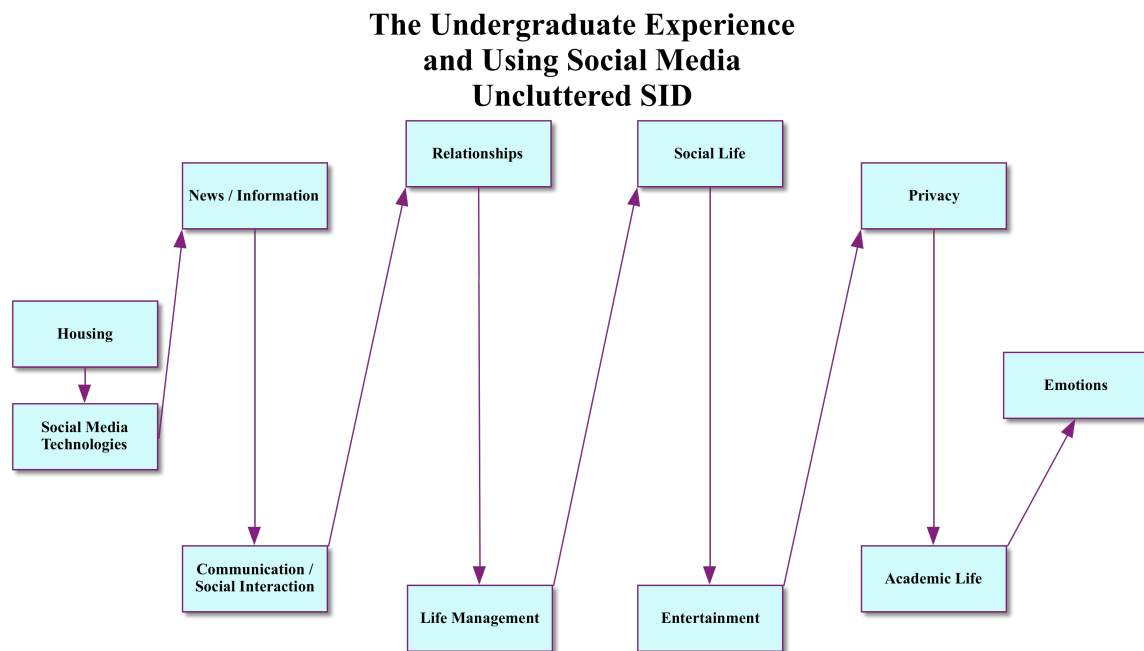 The Undergraduate Experience
and Using Social Media
Uncluttered SID
Housing
Social Media
Technologies
News / Information
Communication /
Social Interaction
Relationships
Life Management
Social Life
Entertainment
Privacy
Academic Life
Emotions